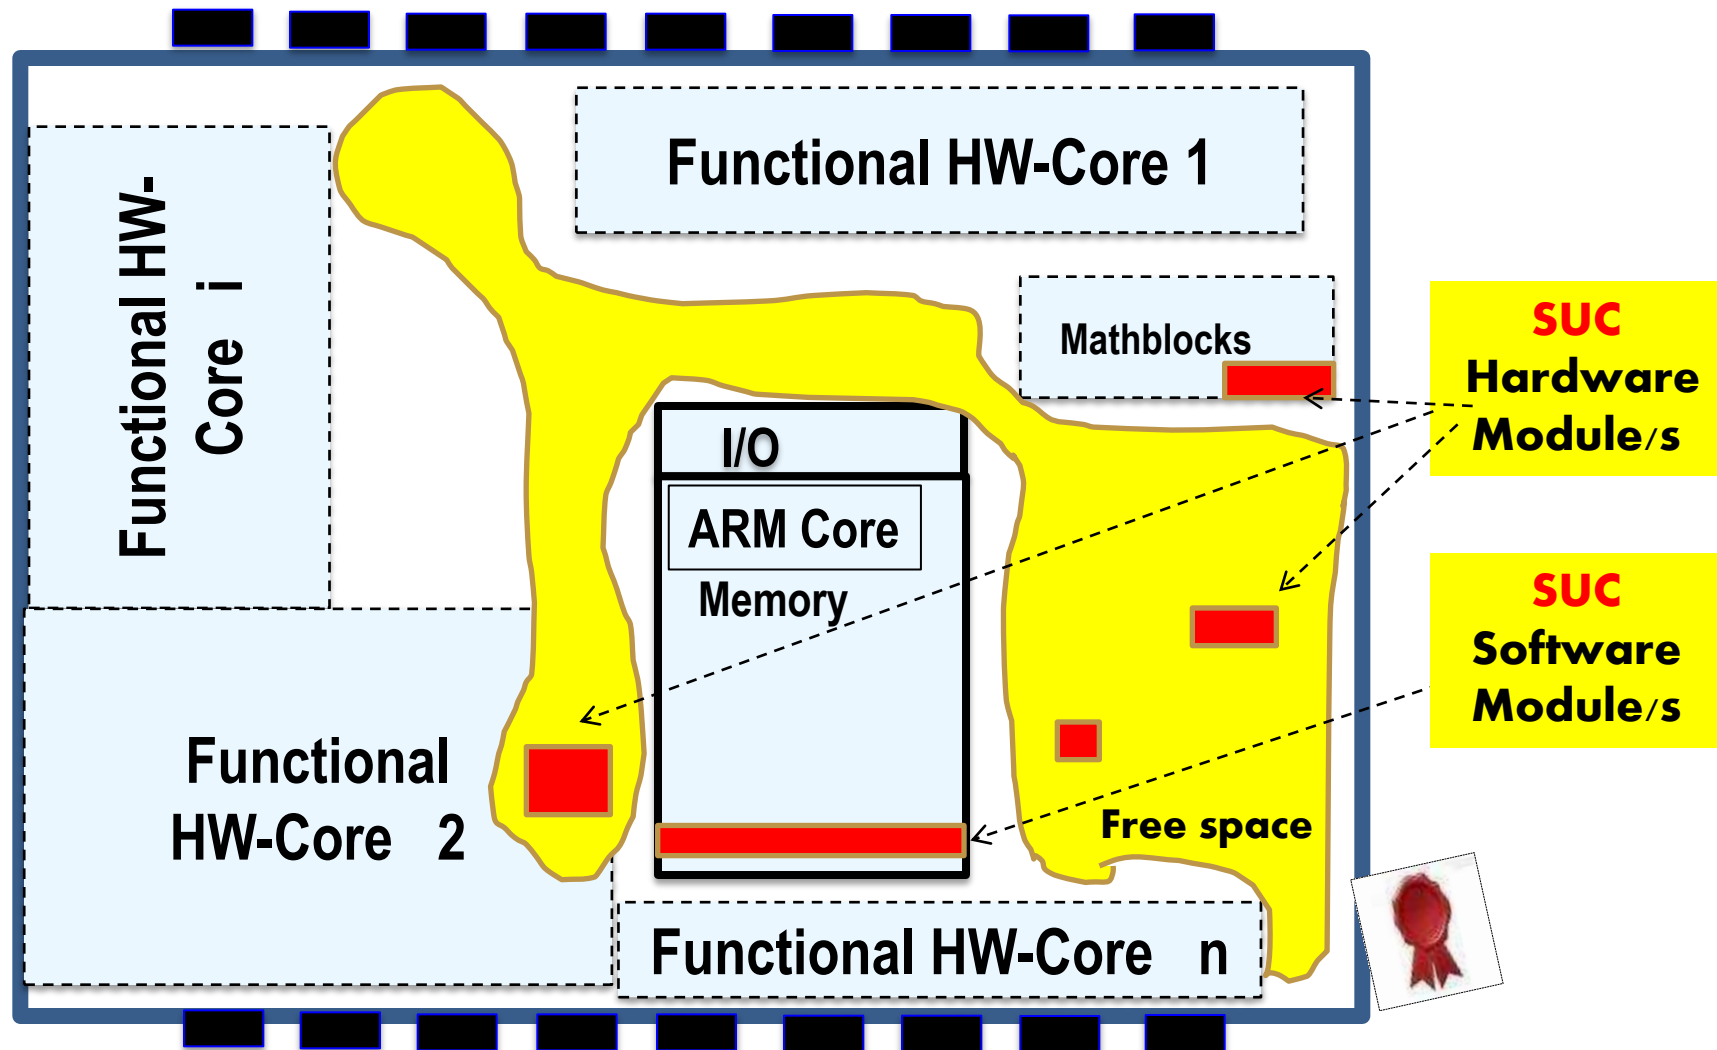 Functional HW-Core 1
Functional HW-
Core i
Mathblocks
SUC
Hardware
Module/s
I/O
ARM Core
Memory
SUC
Software
Module/s
Functional
HW-Core 2
Free space
Functional HW-Core n